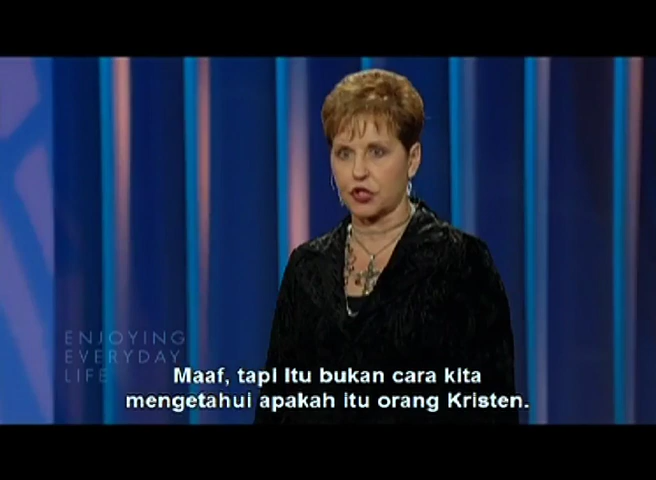 ENJOYING
EVERYDAY
LIFE
Maaf, tapi Itu bukan cara kita
mengetahui apakah itu orang Kristen.